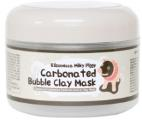 Elizavecca Milky Piggy
Carbonated
Bubble Clay Mask